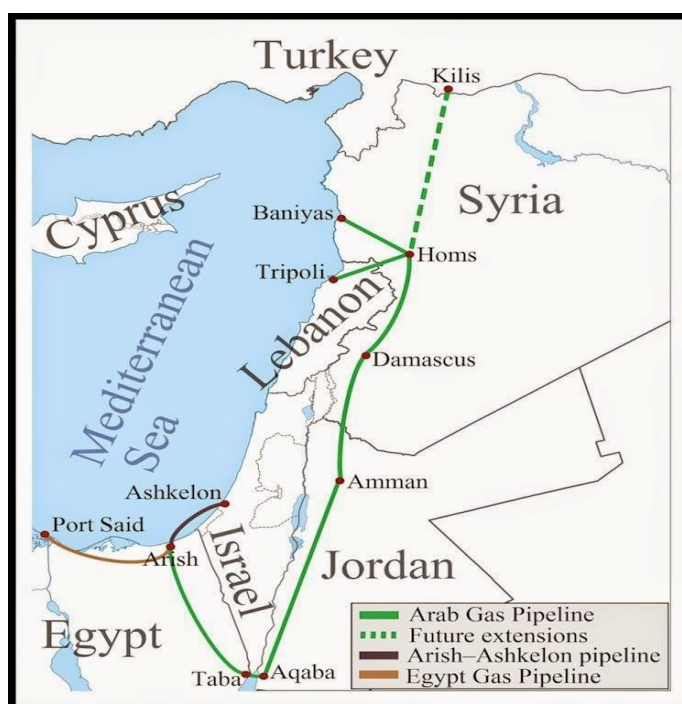 Turkey
Kilis
Cyprus
Baniyas
Syria
Homs
Tripoli
Lebanon
Mediterranean
Sea
Damascus
Ashkelon
Amman
Port Said
Arish
Israel
Jordan
Egypt
Taba
Aqaba
Arab Gas Pipeline
Future extensions
Arish–Ashkelon pipeline
Egypt Gas Pipeline